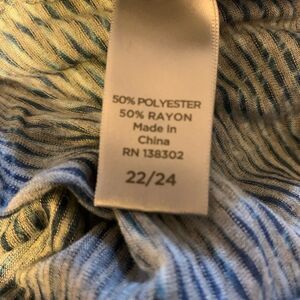 50% POLYESTER
50% RAYON
Made in
China
RN 138302
22/24